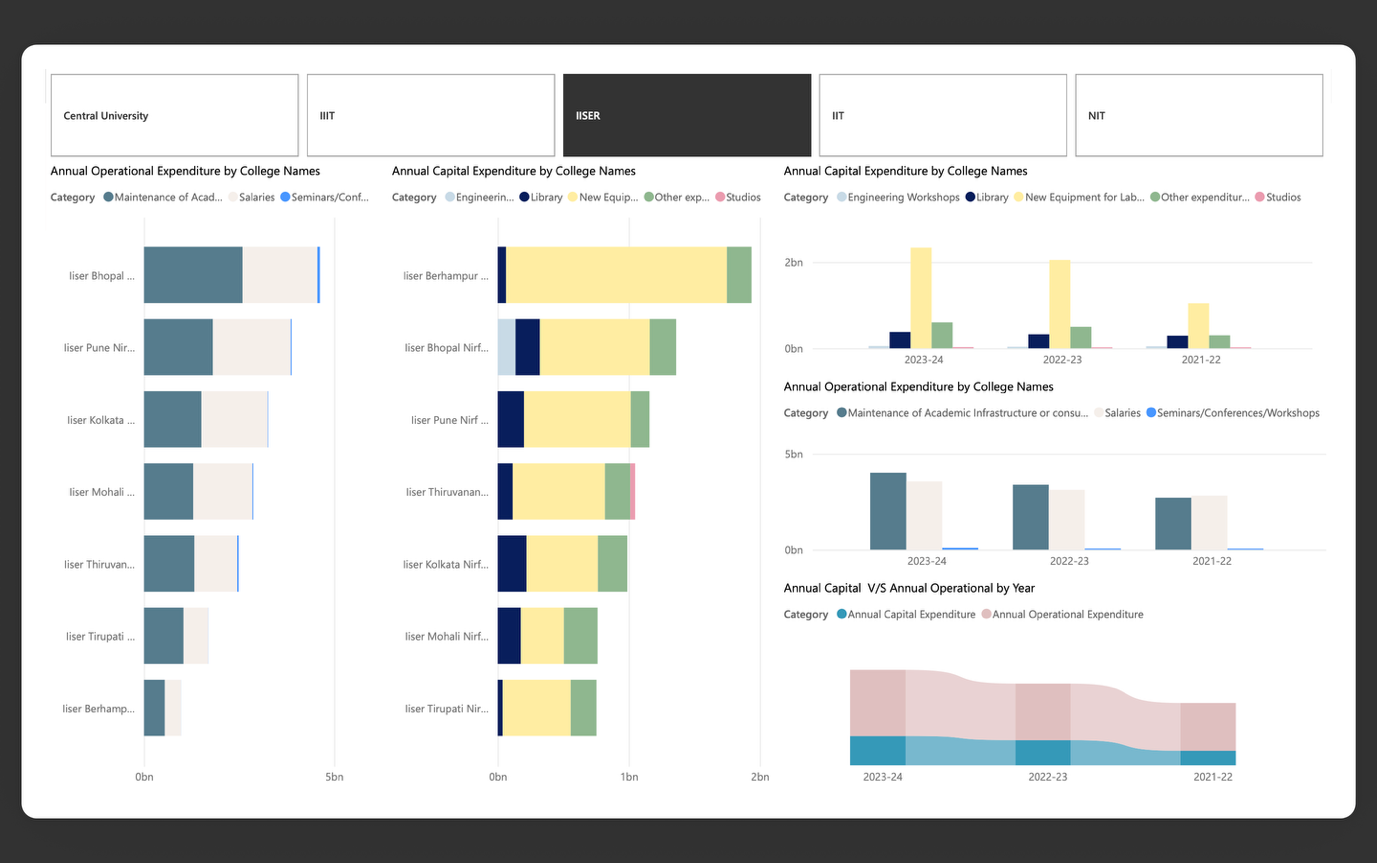 Central University
IIIT
IISER
IIT
NIT
Annual Operational Expenditure by College Names
Category Maintenance of Acad... Salaries Seminars/Conf...
Iiser Bhopal ...
Iiser Pune Nir...
Iiser Kolkata ...
Iiser Mohali ...
Iiser Thiruvan...
Iiser Tirupati ...
Iiser Berhamp...
0bn 5bn
Annual Capital Expenditure by College Names
Category Engineerin... Library New Equip... Other exp... Studios
Iiser Berhampur ...
Iiser Bhopal Nirf...
Iiser Pune Nirf ...
Iiser Thiruvanan...
Iiser Kolkata Nirf...
Iiser Mohali Nirf...
Iiser Tirupati Nir...
0bn 1bn 2bn
Annual Capital Expenditure by College Names
Category Engineering Workshops Library New Equipment for Lab... Other expenditur... Studios
2bn
0bn
2023-24 2022-23 2021-22
Annual Operational Expenditure by College Names
Category Maintenance of Academic Infrastructure or consu... Salaries Seminars/Conferences/Workshops
5bn
0bn
2023-24 2022-23 2021-22
Annual Capital V/S Annual Operational by Year
Category Annual Capital Expenditure Annual Operational Expenditure
2023-24 2022-23 2021-22